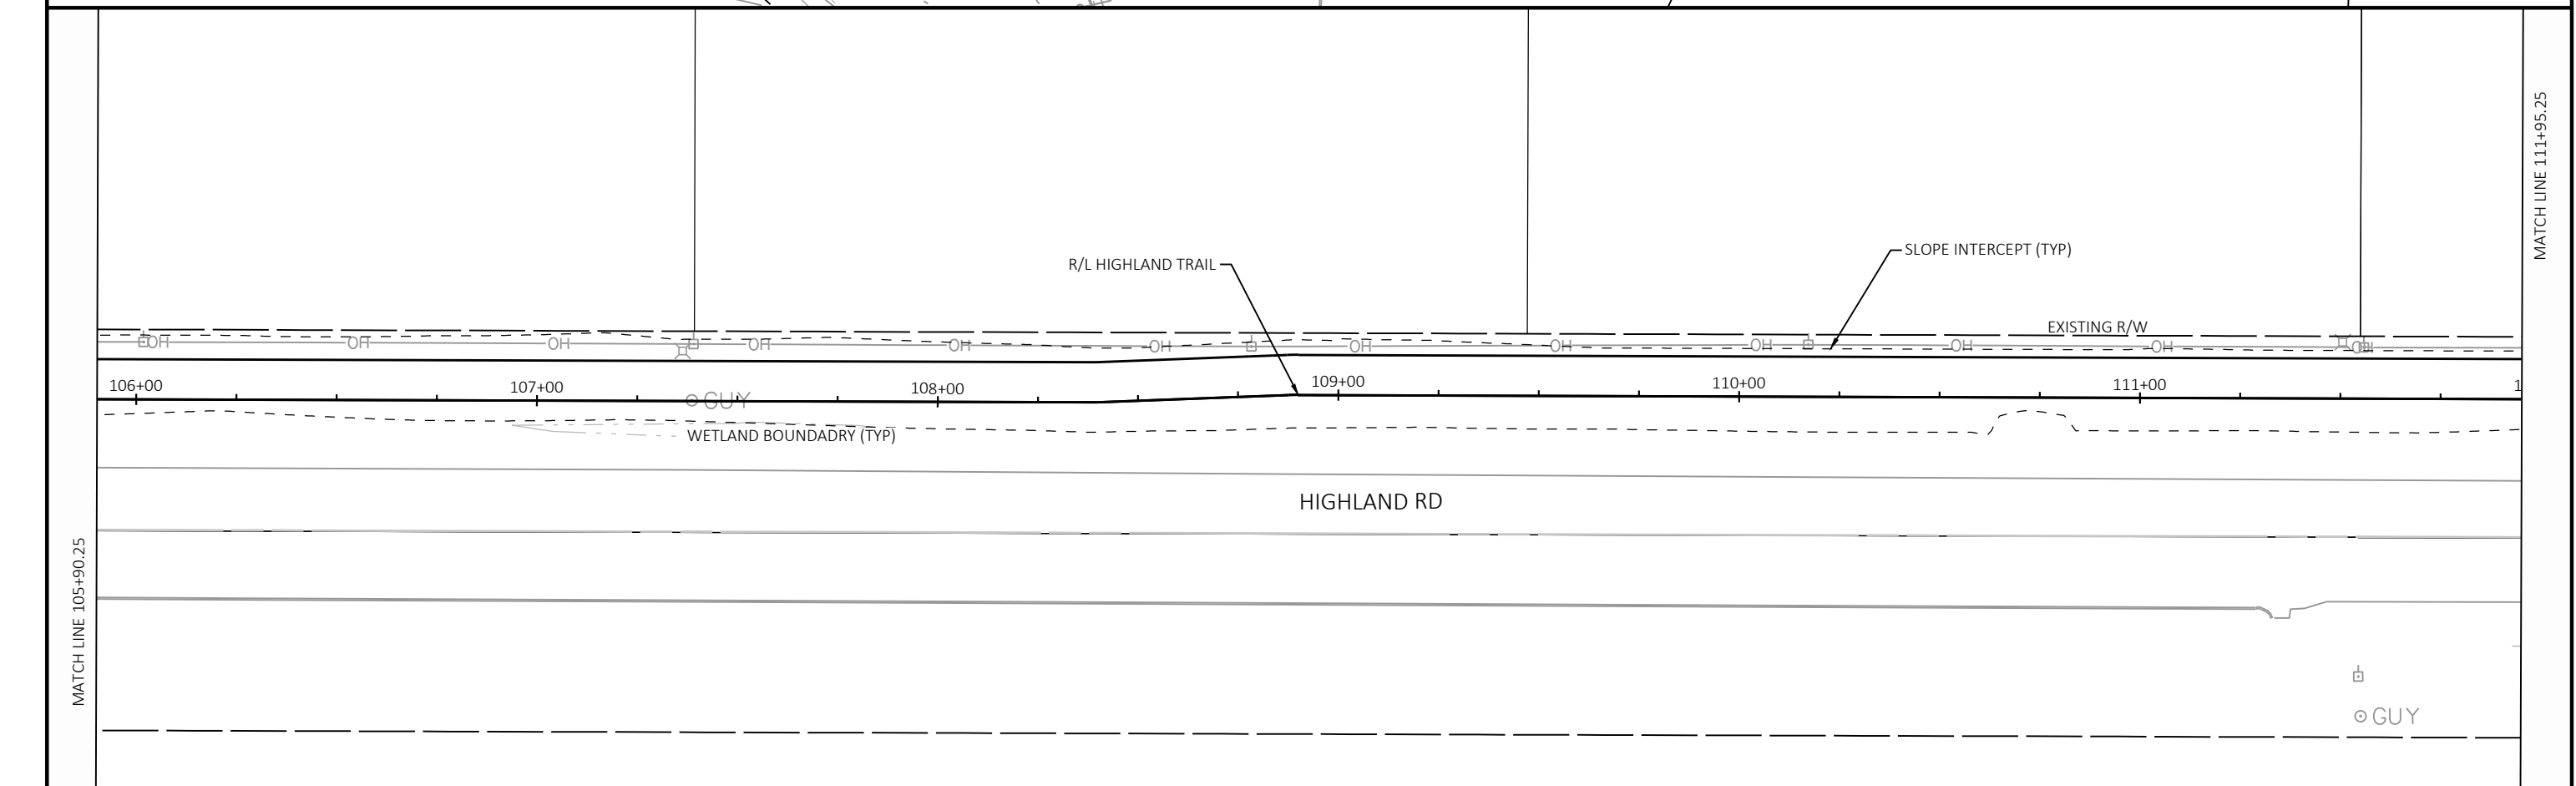 MATCH LINE 111+95.25
SLOPE INTERCEPT (TYP)
R/L HIGHLAND TRAIL
EXISTING R/W
OH OH OH OH OH OH OH OH OH OH OH OH
106+00 107+00 108+00 109+00 110+00 111+00 1
GUY
WETLAND BOUNDADRY (TYP)
HIGHLAND RD
MATCH LINE 105+90.25
GUY